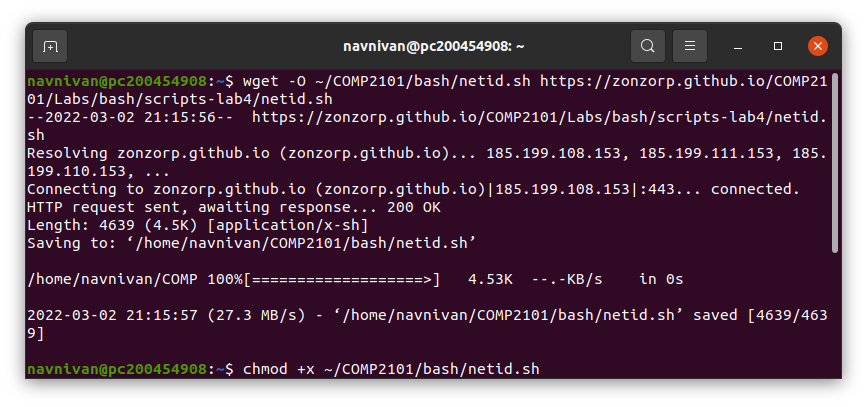 navnivan@pc200454908: ~
navnivan@pc200454908:~$ wget -O ~/COMP2101/bash/netid.sh https://zonzorp.github.io/COMP21
01/Labs/bash/scripts-lab4/netid.sh
--2022-03-02 21:15:56--  https://zonzorp.github.io/COMP2101/Labs/bash/scripts-lab4/netid.
sh
Resolving zonzorp.github.io (zonzorp.github.io)... 185.199.108.153, 185.199.111.153, 185.
199.110.153, ...
Connecting to zonzorp.github.io (zonzorp.github.io)|185.199.108.153|:443... connected.
HTTP request sent, awaiting response... 200 OK
Length: 4639 (4.5K) [application/x-sh]
Saving to: ‘/home/navnivan/COMP2101/bash/netid.sh’
/home/navnivan/COMP 100%[===================>]   4.53K  --.-KB/s    in 0s
2022-03-02 21:15:57 (27.3 MB/s) - ‘/home/navnivan/COMP2101/bash/netid.sh’ saved [4639/463
9]
navnivan@pc200454908:~$ chmod +x ~/COMP2101/bash/netid.sh